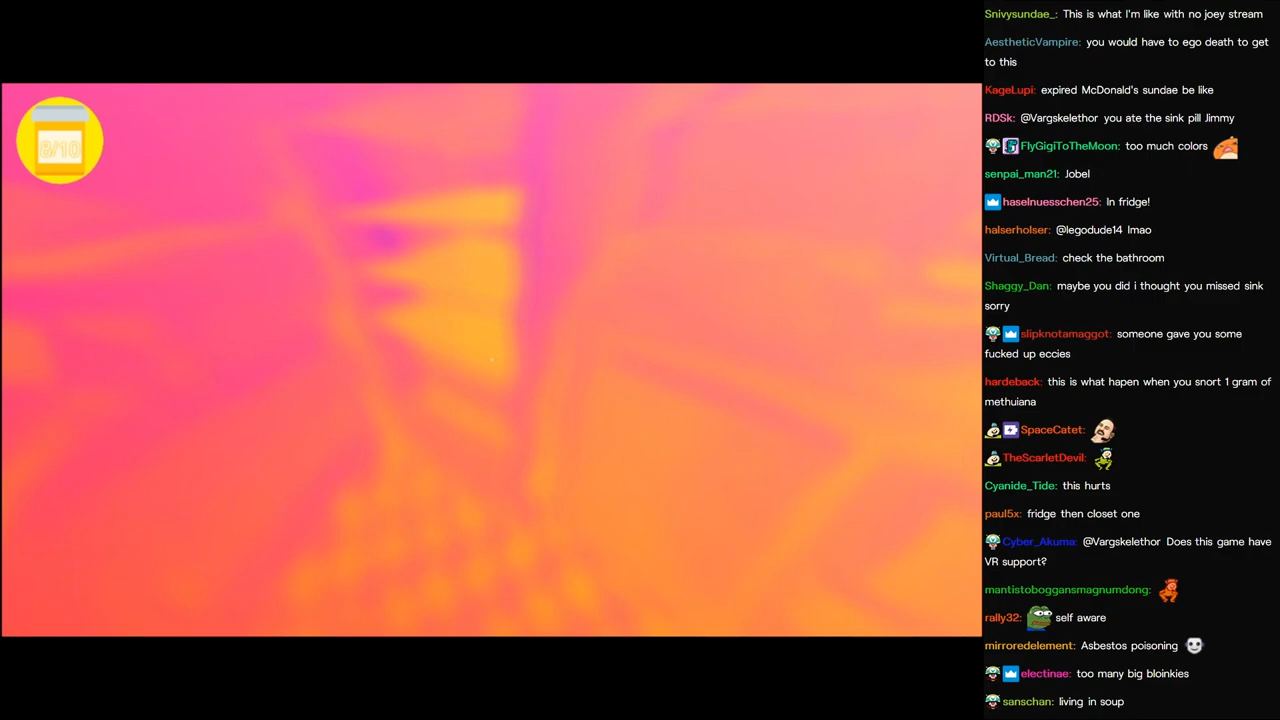 Snivysundae_: This is what I'm like with no joey stream
AestheticVampire: you would have to ego death to get
to this
KageLupi: expired McDonald's sundae be like
RDSk: @Vargskelethor you ate the sink pill Jimmy
FlyGigiToTheMoon: too much colors
senpai_man21: Jobel
haselnuesschen25: In fridge!
halserholser: @legodude14 lmao
Virtual_Bread: check the bathroom
Shaggy_Dan: maybe you did i thought you missed sink
sorry
slipknotamaggot: someone gave you some
fucked up eccies
hardeback: this is what hapen when you snort 1 gram of
methuiana
SpaceCatet:
TheScarletDevil:
Cyanide_Tide: this hurts
paul5x: fridge then closet one
Cyber_Akuma: @Vargskelethor Does this game have
VR support?
mantistoboggansmagnumdong:
rally32: self aware
mirroredelement: Asbestos poisoning
electinae: too many big bloinkies
sanschan: living in soup
8/10